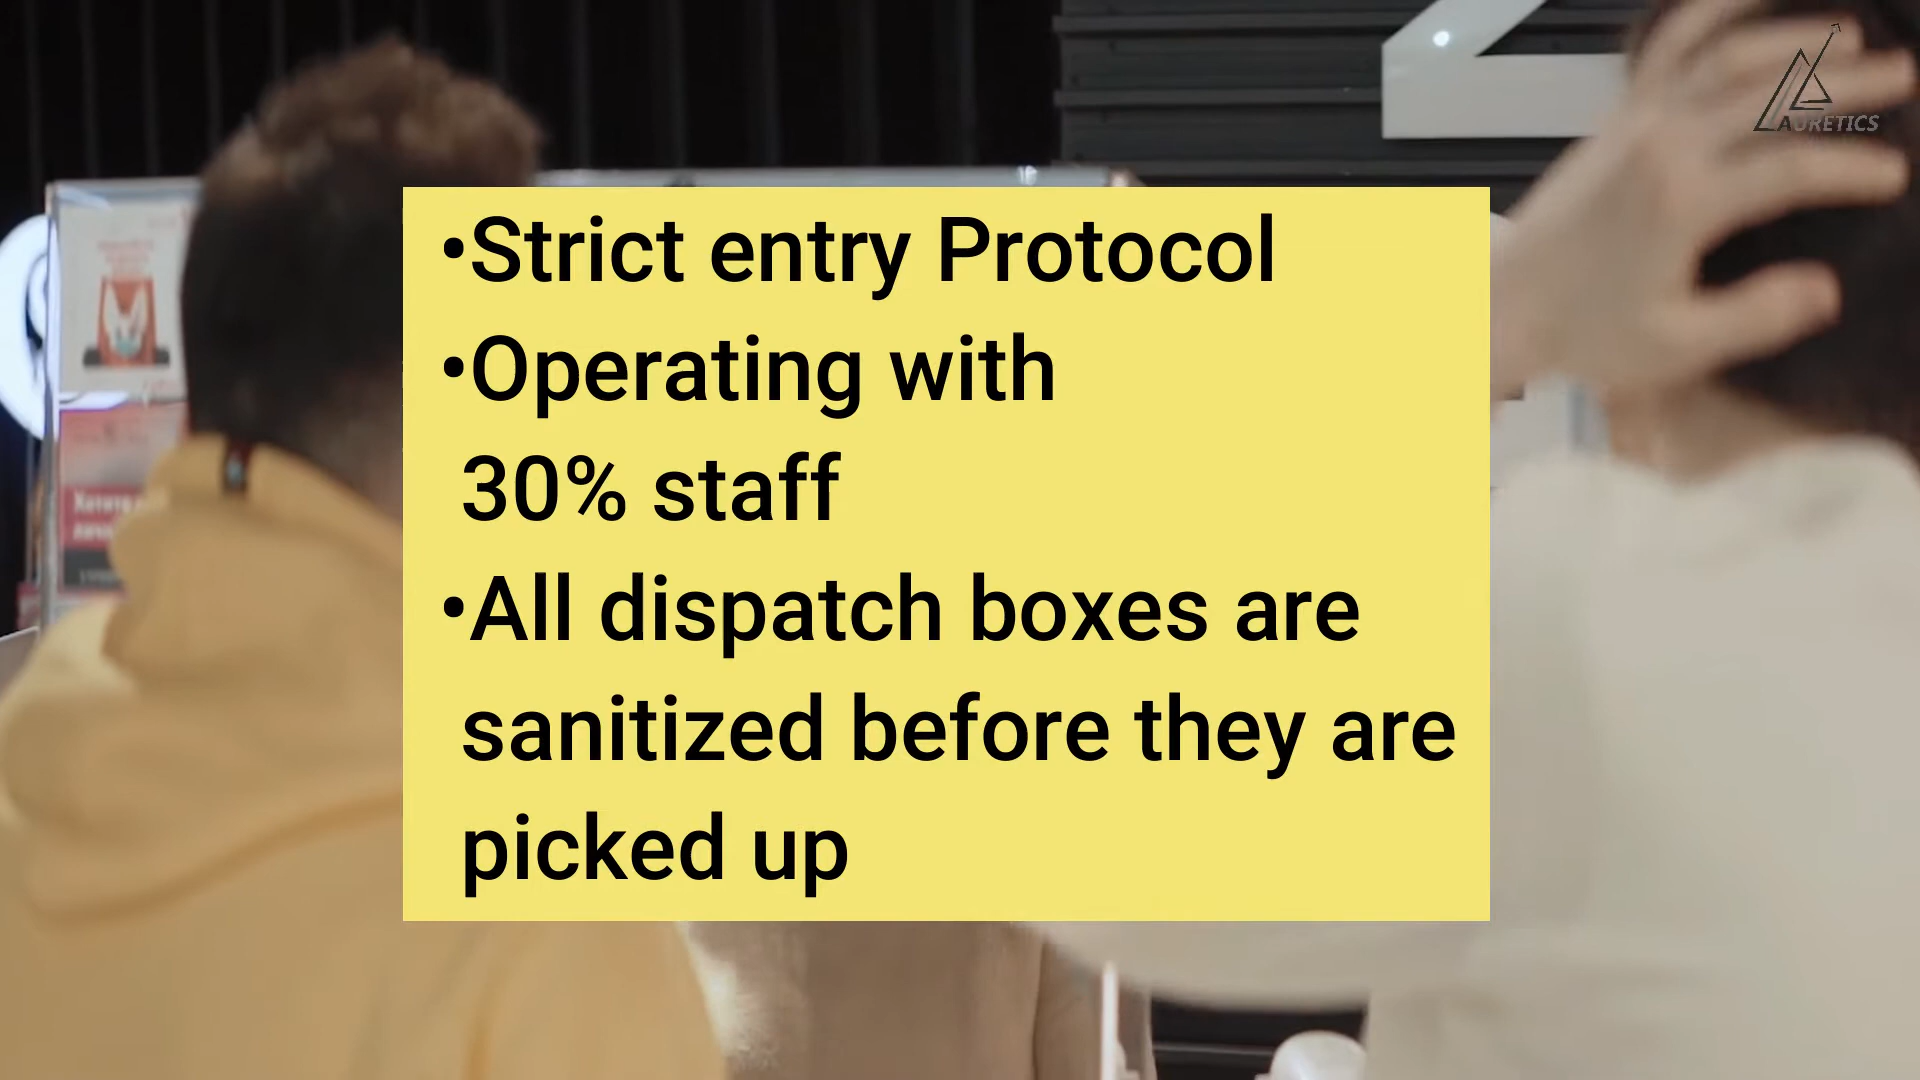 AURETICS
•Strict entry Protocol
•Operating with
30% staff
•All dispatch boxes are
sanitized before they are
picked up